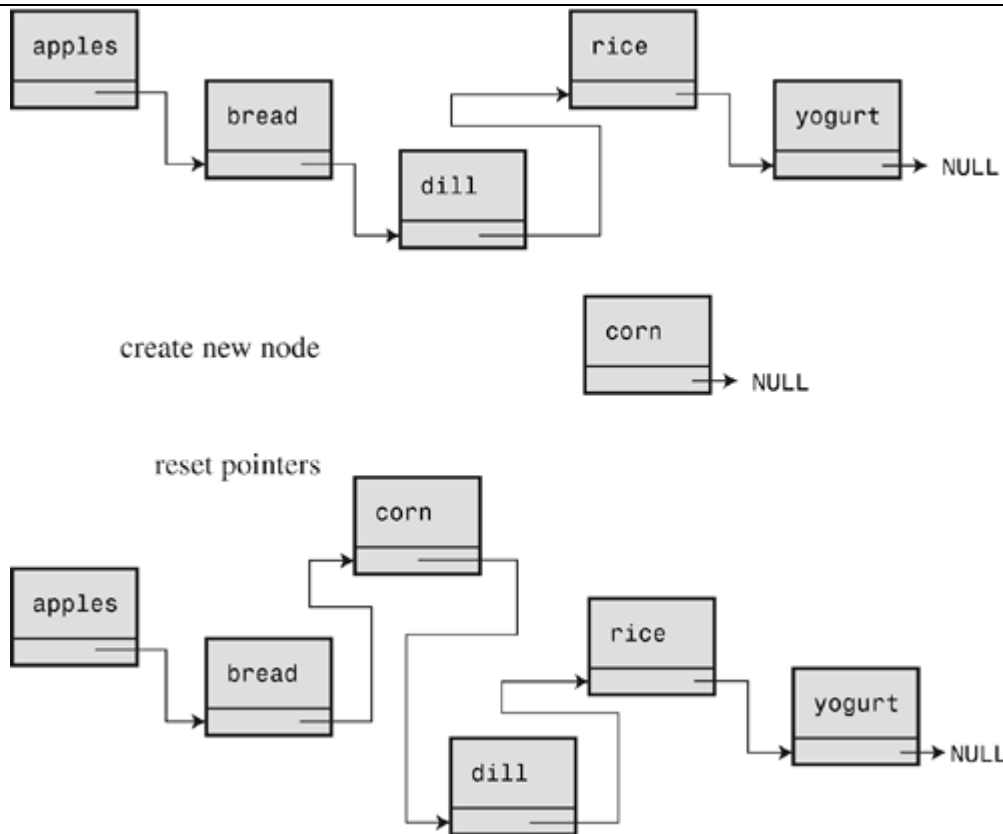 apples
rice
bread
yogurt
NULL
dill
create new node
corn
NULL
reset pointers
corn
apples
rice
bread
yogurt
NULL
dill